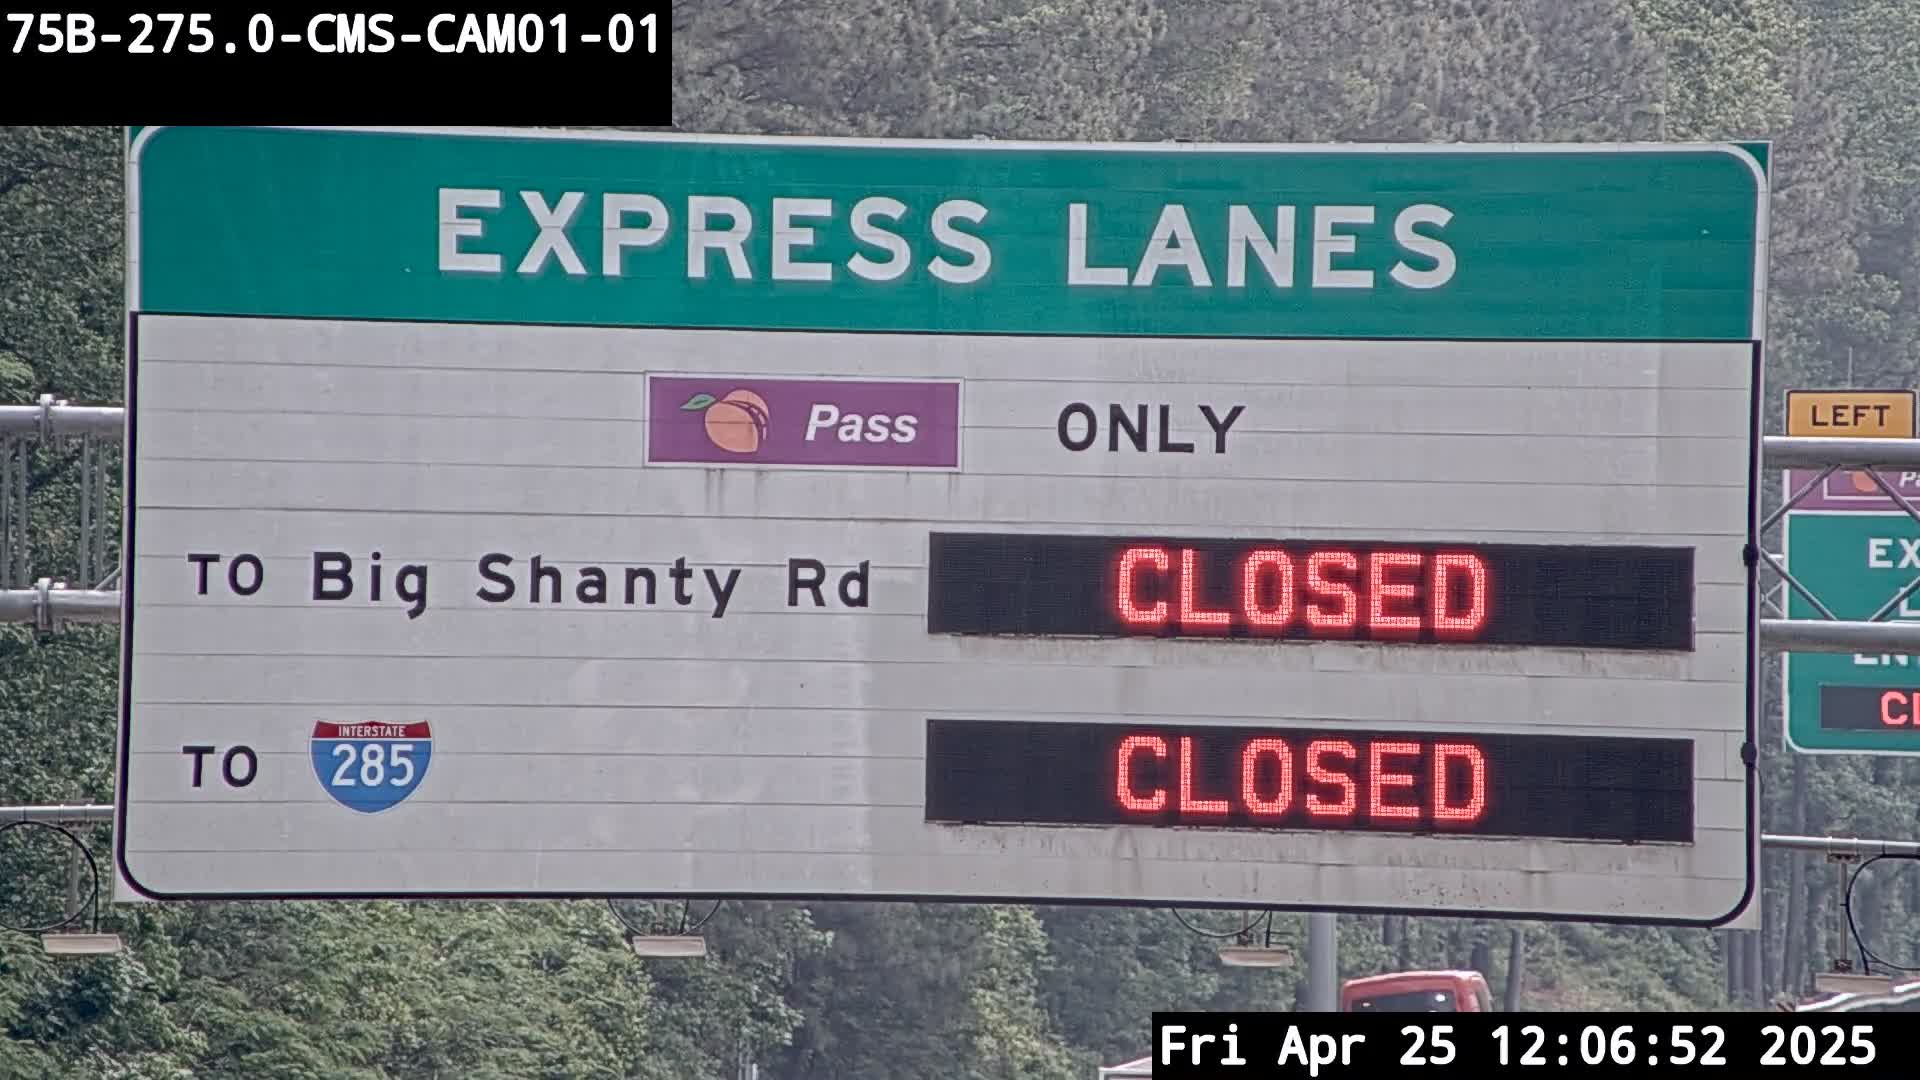 75B-275.0-CMS-CAM01-01
EXPRESS LANES
Pass ONLY
LEFT
TO Big Shanty Rd CLOSED
TO INTERSTATE 285 CLOSED
Fri Apr 25 12:06:52 2025